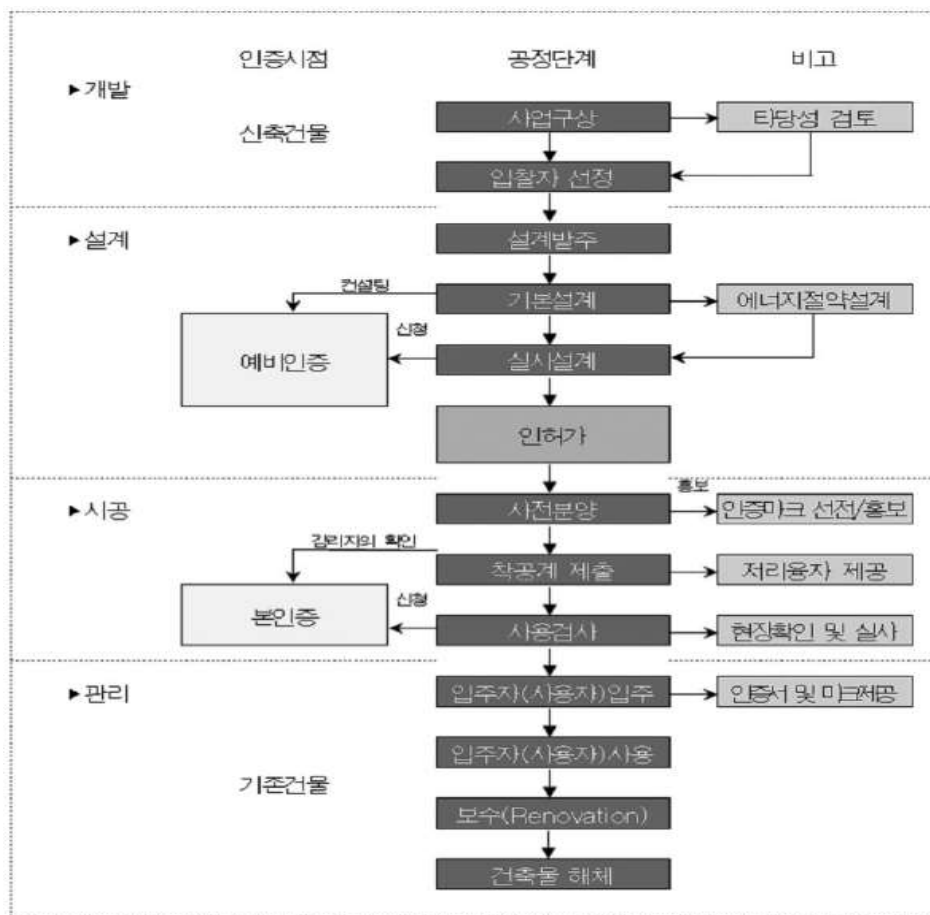 인증시점 공정단계 비고
▶개발
신축건물
사업구상 타당성 검토
입찰자 선정
▶설계
설계발주
컨설팅
기본설계 에너지절약설계
신청
예비인증
실시설계
인허가
▶시공
홍보
사전분양 인증마크 선전/홍보
감리자의 확인
착공계 제출 저리융자 제공
신청
본인증
사용검사 현장확인 및 실사
▶관리
입주자(사용자)입주 인증서 및 마크제공
입주자(사용자)사용
기존건물
보수(Renovation)
건축물 해체